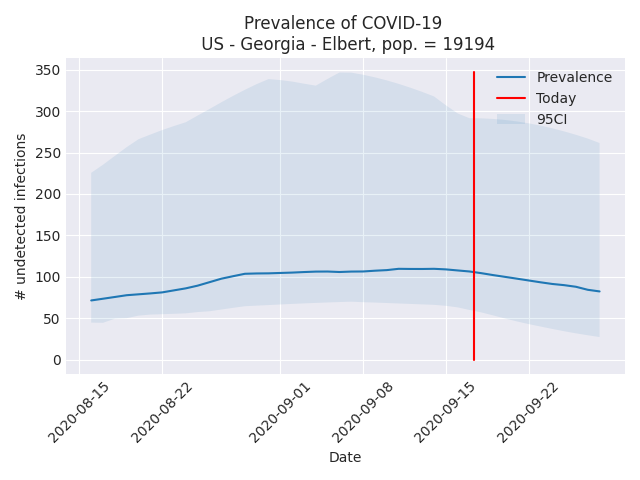 Prevalence of COVID-19
US - Georgia - Elbert, pop. = 19194
Prevalence
Today
95CI
# undetected infections
350
300
250
200
150
100
50
0
2020-08-15
2020-08-22
2020-09-01
2020-09-08
2020-09-15
2020-09-22
Date